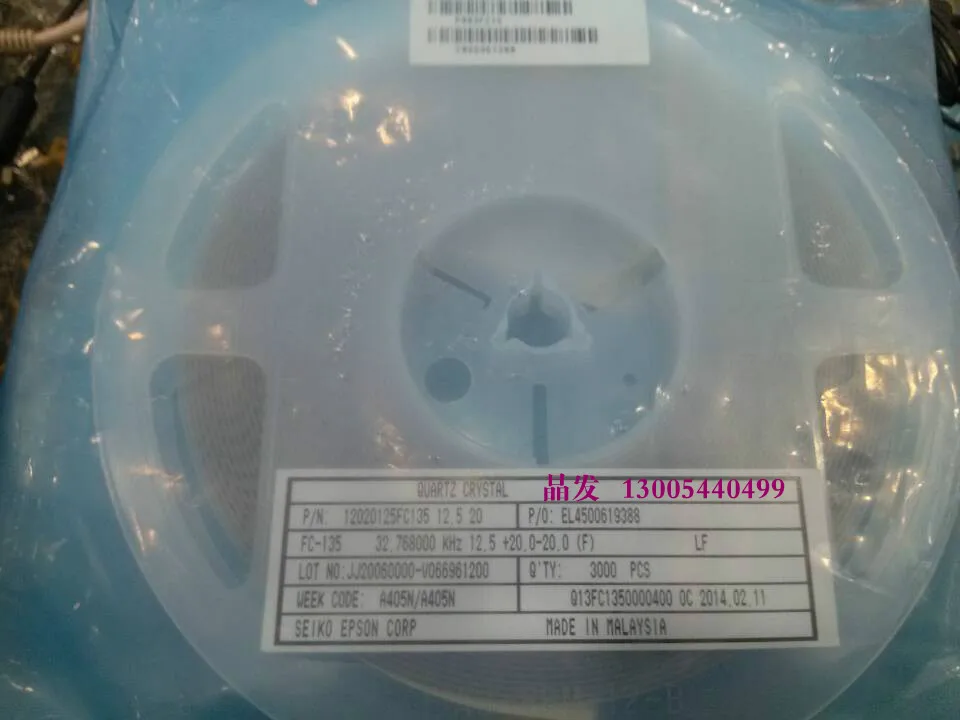 QUARTZ CRYSTAL 品发 13005440499
P/N: 12020125FC135 12.5 20 P/O: EL4500619388
FC-135 32.768000 KHz 12.5 +20.0-20.0 (F) LF
LOT NO:JJ20060000-V066961200 Q'TY: 3000 PCS
WEEK CODE: A405N/A405N Q13FC1350000400 OC 2014.02.11
SEIKO EPSON CORP MADE IN MALAYSIA